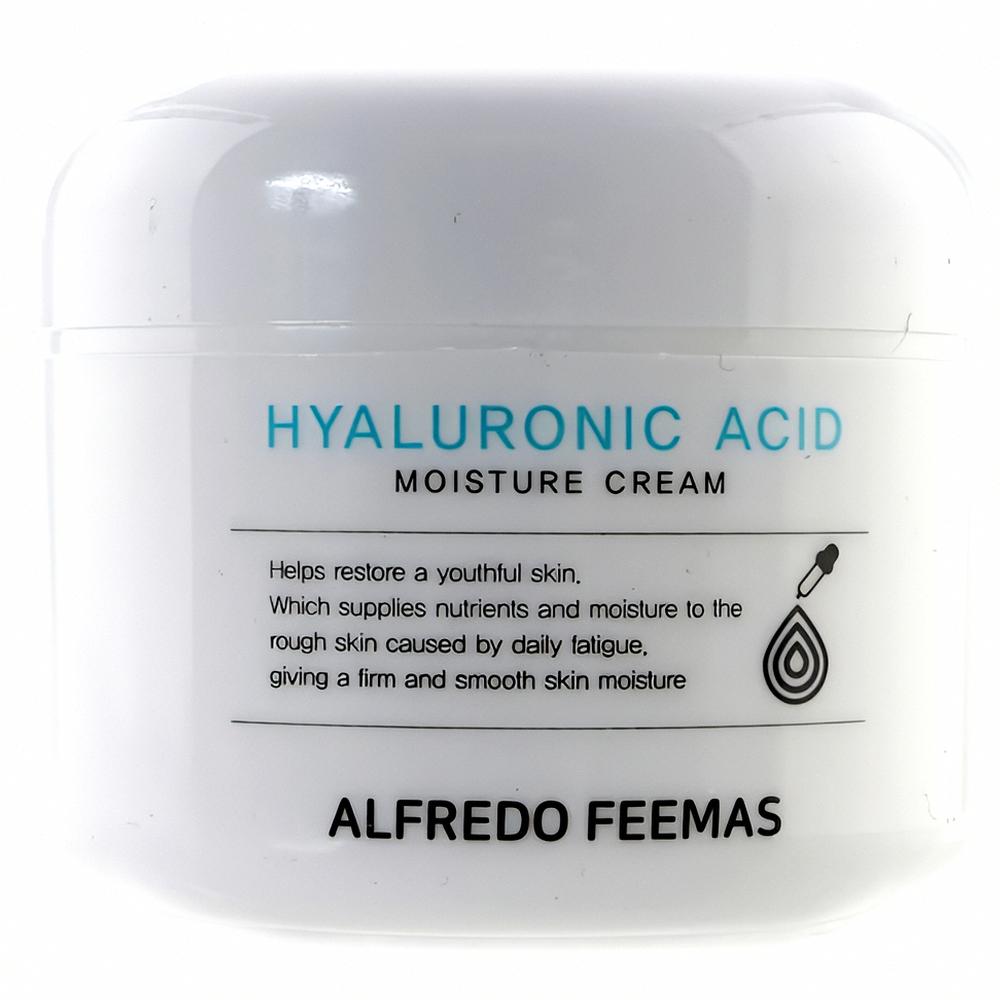 HYALURONIC ACID
MOISTURE CREAM
Helps restore a youthful skin.
Which supplies nutrients and moisture to the
rough skin caused by daily fatigue,
giving a firm and smooth skin moisture
ALFREDO FEEMAS